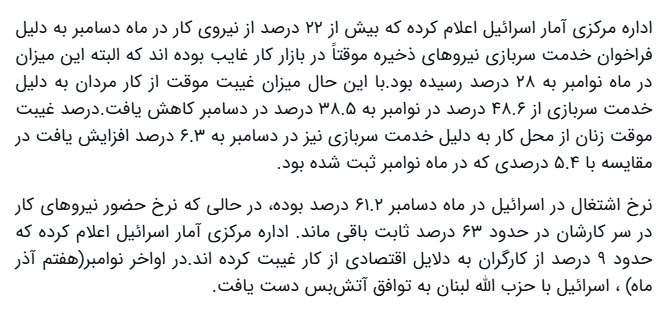 اداره مرکزی آمار اسرائیل اعلام کرده که بیش از ۲۲ درصد از نیروی کار در ماه دسامبر به دلیل
فراخوان خدمت سربازی نیروهای ذخیره موقتاً در بازار کار غایب بوده اند که البته این میزان
در ماه نوامبر به ۲۸ درصد رسیده بود.با این حال میزان غیبت موقت از کار مردان به دلیل
خدمت سربازی از ۴۸.۶ درصد در نوامبر به ۳۸.۵ درصد در دسامبر کاهش یافت.درصد غیبت
موقت زنان از محل کار به دلیل خدمت سربازی نیز در دسامبر به ۶.۳ درصد افزایش یافت در
مقایسه با ۵.۴ درصدی که در ماه نوامبر ثبت شده بود.
نرخ اشتغال در اسرائیل در ماه دسامبر ۶۱.۲ درصد بوده، در حالی که نرخ حضور نیروهای کار
در سر کارشان در حدود ۶۳ درصد ثابت باقی ماند. اداره مرکزی آمار اسرائیل اعلام کرده که
حدود ۹ درصد از کارگران به دلایل اقتصادی از کار غیبت کرده اند.در اواخر نوامبر(هفتم آذر
ماه) ، اسرائیل با حزب الله لبنان به توافق آتش‌بس دست یافت.